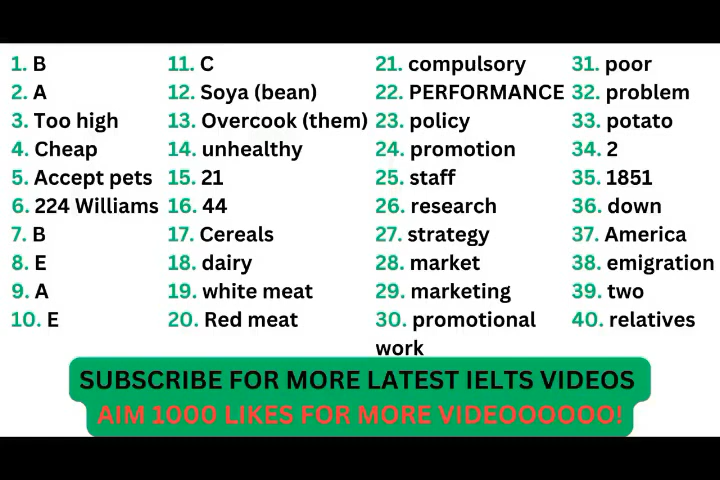 1. B
2. A
3. Too high
4. Cheap
5. Accept pets
6. 224 Williams
7. B
8. E
9. A
10. E
11. C
12. Soya (bean)
13. Overcook (them)
14. unhealthy
15. 21
16. 44
17. Cereals
18. dairy
19. white meat
20. Red meat
21. compulsory
22. PERFORMANCE
23. policy
24. promotion
25. staff
26. research
27. strategy
28. market
29. marketing
30. promotional
work
31. poor
32. problem
33. potato
34. 2
35. 1851
36. down
37. America
38. emigration
39. two
40. relatives
SUBSCRIBE FOR MORE LATEST IELTS VIDEOS
AIM 1000 LIKES FOR MORE VIDEOOOOOO!